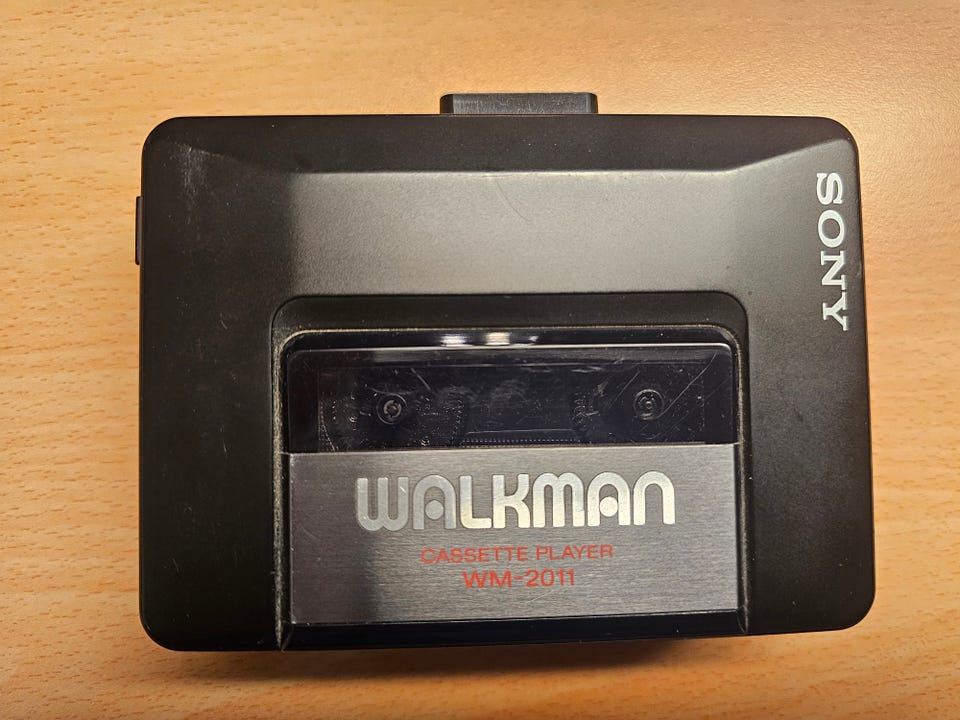 SONY
WALKMAN
CASSETTE PLAYER
WM-2011